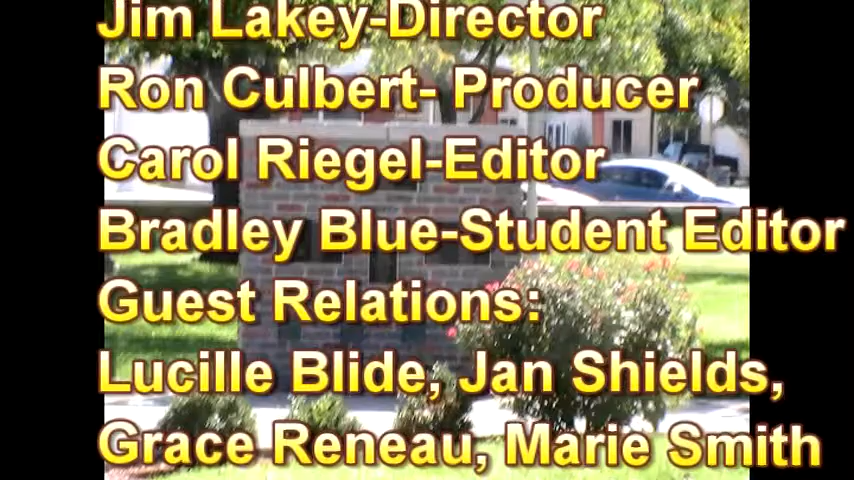 Jim Lakey-Director
Ron Culbert- Producer
Carol Riegel-Editor
Bradley Blue-Student Editor
Guest Relations:
Lucille Blide, Jan Shields,
Grace Reneau, Marie Smith